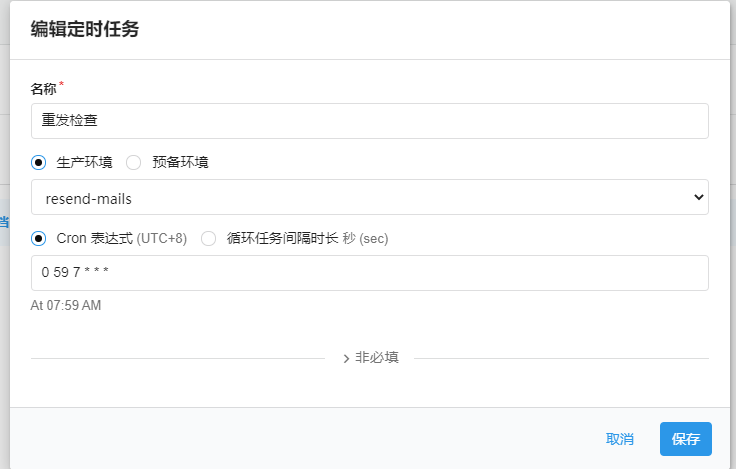 编辑定时任务
名称*
重发检查
生产环境 预备环境
当
resend-mails
Cron 表达式 (UTC+8) 循环任务间隔时长 秒 (sec)
0 59 7 * * *
At 07:59 AM
非必填
取消 保存